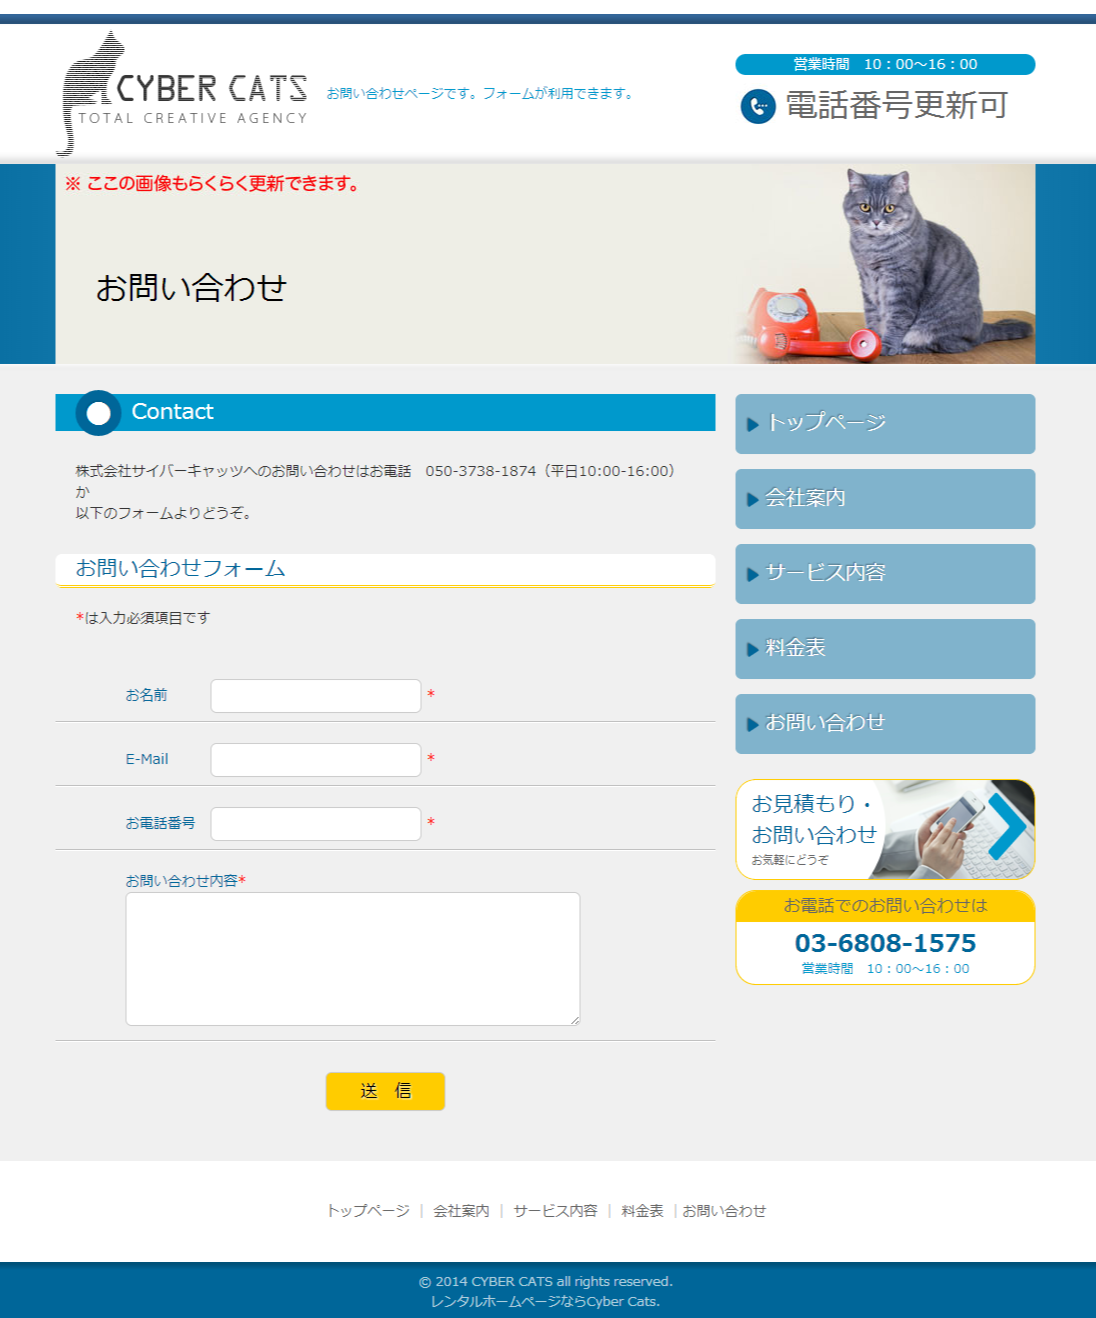 CYBER CATS
TOTAL CREATIVE AGENCY
お問い合わせページです。フォームが利用できます。
営業時間　10：00～16：00
電話番号更新可
※ ここの画像もらくらく更新できます。
お問い合わせ
Contact
株式会社サイバーキャッツへのお問い合わせはお電話　050-3738-1874（平日10:00-16:00）
か
以下のフォームよりどうぞ。
お問い合わせフォーム
*は入力必須項目です
お名前 *
E-Mail *
お電話番号 *
お問い合わせ内容*
送　信
トップページ
会社案内
サービス内容
料金表
お問い合わせ
お見積もり・
お問い合わせ
お気軽にどうぞ
お電話でのお問い合わせは
03-6808-1575
営業時間　10：00～16：00
トップページ ｜ 会社案内 ｜ サービス内容 ｜ 料金表 ｜お問い合わせ
© 2014 CYBER CATS all rights reserved.
レンタルホームページならCyber Cats.